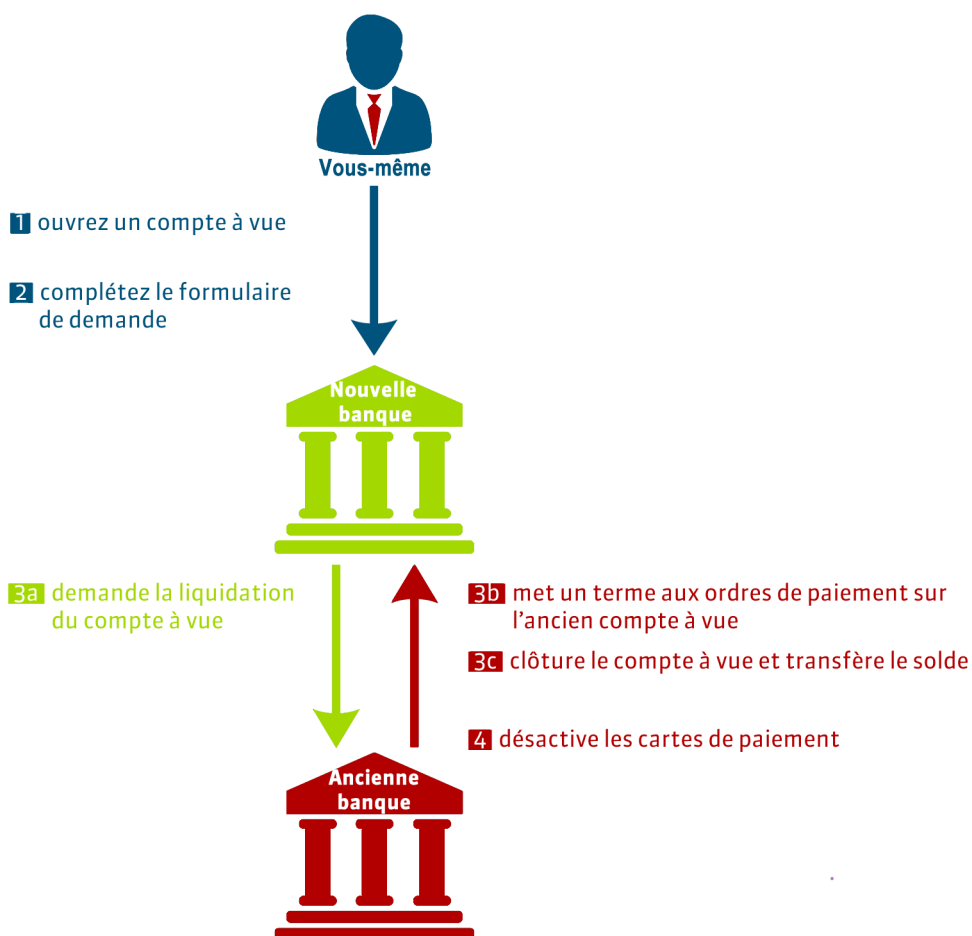 Vous-même
1 ouvrez un compte à vue
2 complétez le formulaire
de demande
Nouvelle
banque
3a demande la liquidation
du compte à vue
3b met un terme aux ordres de paiement sur
l’ancien compte à vue
3c clôture le compte à vue et transfère le solde
4 désactive les cartes de paiement
Ancienne
banque